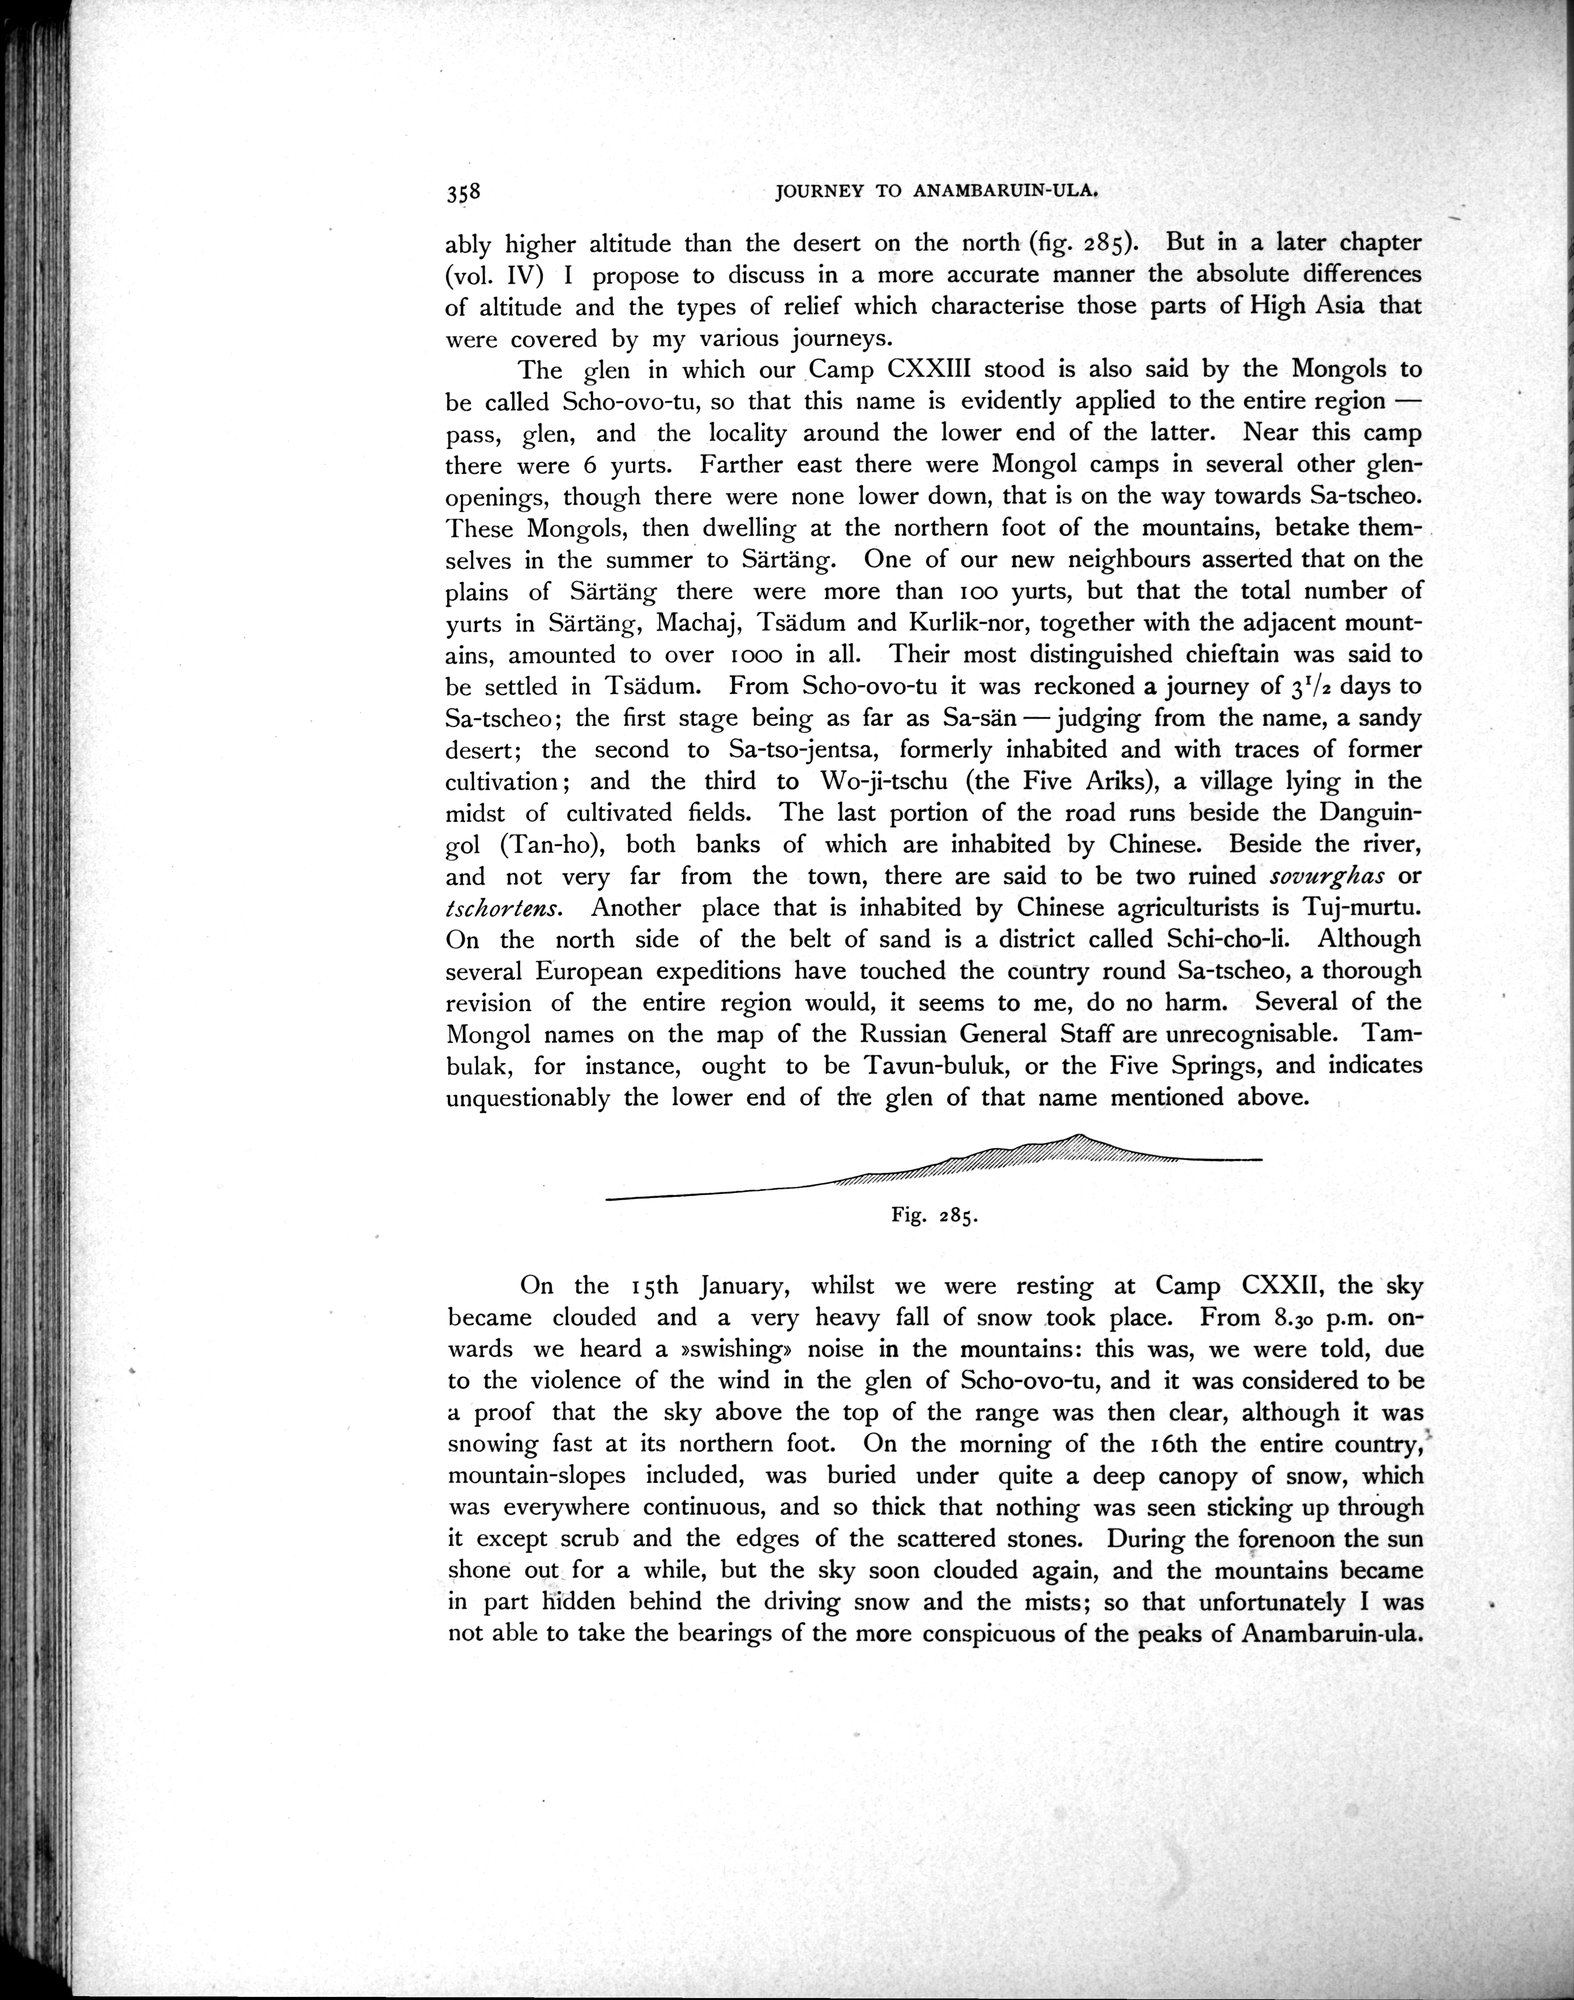 358 JOURNEY TO ANAMBARUIN-ULA.
ably higher altitude than the desert on the north (fig. 285). But in a later chapter
(vol. IV) I propose to discuss in a more accurate manner the absolute differences
of altitude and the types of relief which characterise those parts of High Asia that
were covered by my various journeys.
The glen in which our Camp CXXIII stood is also said by the Mongols to
be called Scho-ovo-tu, so that this name is evidently applied to the entire region —
pass, glen, and the locality around the lower end of the latter. Near this camp
there were 6 yurts. Farther east there were Mongol camps in several other glen-
openings, though there were none lower down, that is on the way towards Sa-tscheo.
These Mongols, then dwelling at the northern foot of the mountains, betake them-
selves in the summer to Särtäng. One of our new neighbours asserted that on the
plains of Särtäng there were more than 100 yurts, but that the total number of
yurts in Särtäng, Machaj, Tsädum and Kurlik-nor, together with the adjacent mount-
ains, amounted to over 1000 in all. Their most distinguished chieftain was said to
be settled in Tsädum. From Scho-ovo-tu it was reckoned a journey of 3 1/2 days to
Sa-tscheo; the first stage being as far as Sa-sän — judging from the name, a sandy
desert; the second to Sa-tso-jentsa, formerly inhabited and with traces of former
cultivation; and the third to Wo-ji-tschu (the Five Ariks), a village lying in the
midst of cultivated fields. The last portion of the road runs beside the Danguin-
gol (Tan-ho), both banks of which are inhabited by Chinese. Beside the river,
and not very far from the town, there are said to be two ruined sovurghas or
tschortens. Another place that is inhabited by Chinese agriculturists is Tuj-murtu.
On the north side of the belt of sand is a district called Schi-cho-li. Although
several European expeditions have touched the country round Sa-tscheo, a thorough
revision of the entire region would, it seems to me, do no harm. Several of the
Mongol names on the map of the Russian General Staff are unrecognisable. Tam-
bulak, for instance, ought to be Tavun-buluk, or the Five Springs, and indicates
unquestionably the lower end of the glen of that name mentioned above.
Fig. 285.
On the 15th January, whilst we were resting at Camp CXXII, the sky
became clouded and a very heavy fall of snow took place. From 8.30 p.m. on-
wards we heard a »swishing» noise in the mountains: this was, we were told, due
to the violence of the wind in the glen of Scho-ovo-tu, and it was considered to be
a proof that the sky above the top of the range was then clear, although it was
snowing fast at its northern foot. On the morning of the 16th the entire country,
mountain-slopes included, was buried under quite a deep canopy of snow, which
was everywhere continuous, and so thick that nothing was seen sticking up through
it except scrub and the edges of the scattered stones. During the forenoon the sun
shone out for a while, but the sky soon clouded again, and the mountains became
in part hidden behind the driving snow and the mists; so that unfortunately I was
not able to take the bearings of the more conspicuous of the peaks of Anambaruin-ula.